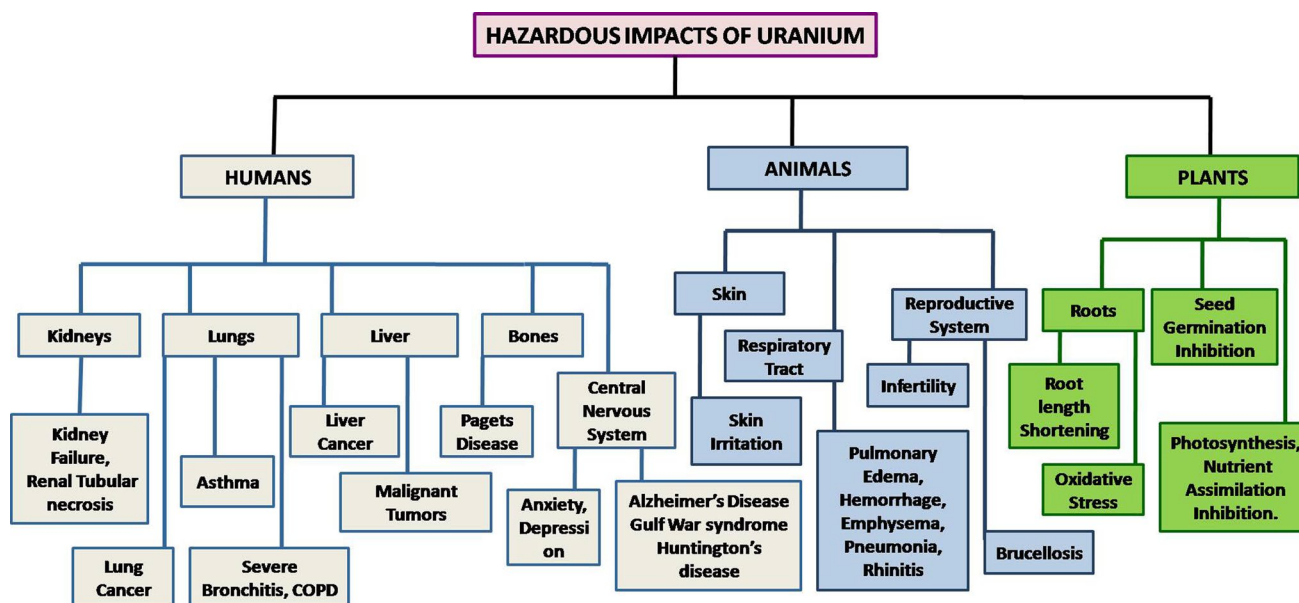 HAZARDOUS IMPACTS OF URANIUM
HUMANS
ANIMALS
PLANTS
Kidneys
Lungs
Liver
Bones
Central
Nervous
System
Kidney
Failure,
Renal Tubular
necrosis
Lung
Cancer
Asthma
Severe
Bronchitis, COPD
Liver
Cancer
Malignant
Tumors
Pagets
Disease
Anxiety,
Depressi
on
Alzheimer's Disease
Gulf War syndrome
Huntington's
disease
Skin
Respiratory
Tract
Reproductive
System
Skin
Irritation
Pulmonary
Edema,
Hemorrhage,
Emphysema,
Pneumonia,
Rhinitis
Infertility
Brucellosis
Roots
Seed
Germination
Inhibition
Root
length
Shortening
Oxidative
Stress
Photosynthesis,
Nutrient
Assimilation
Inhibition.